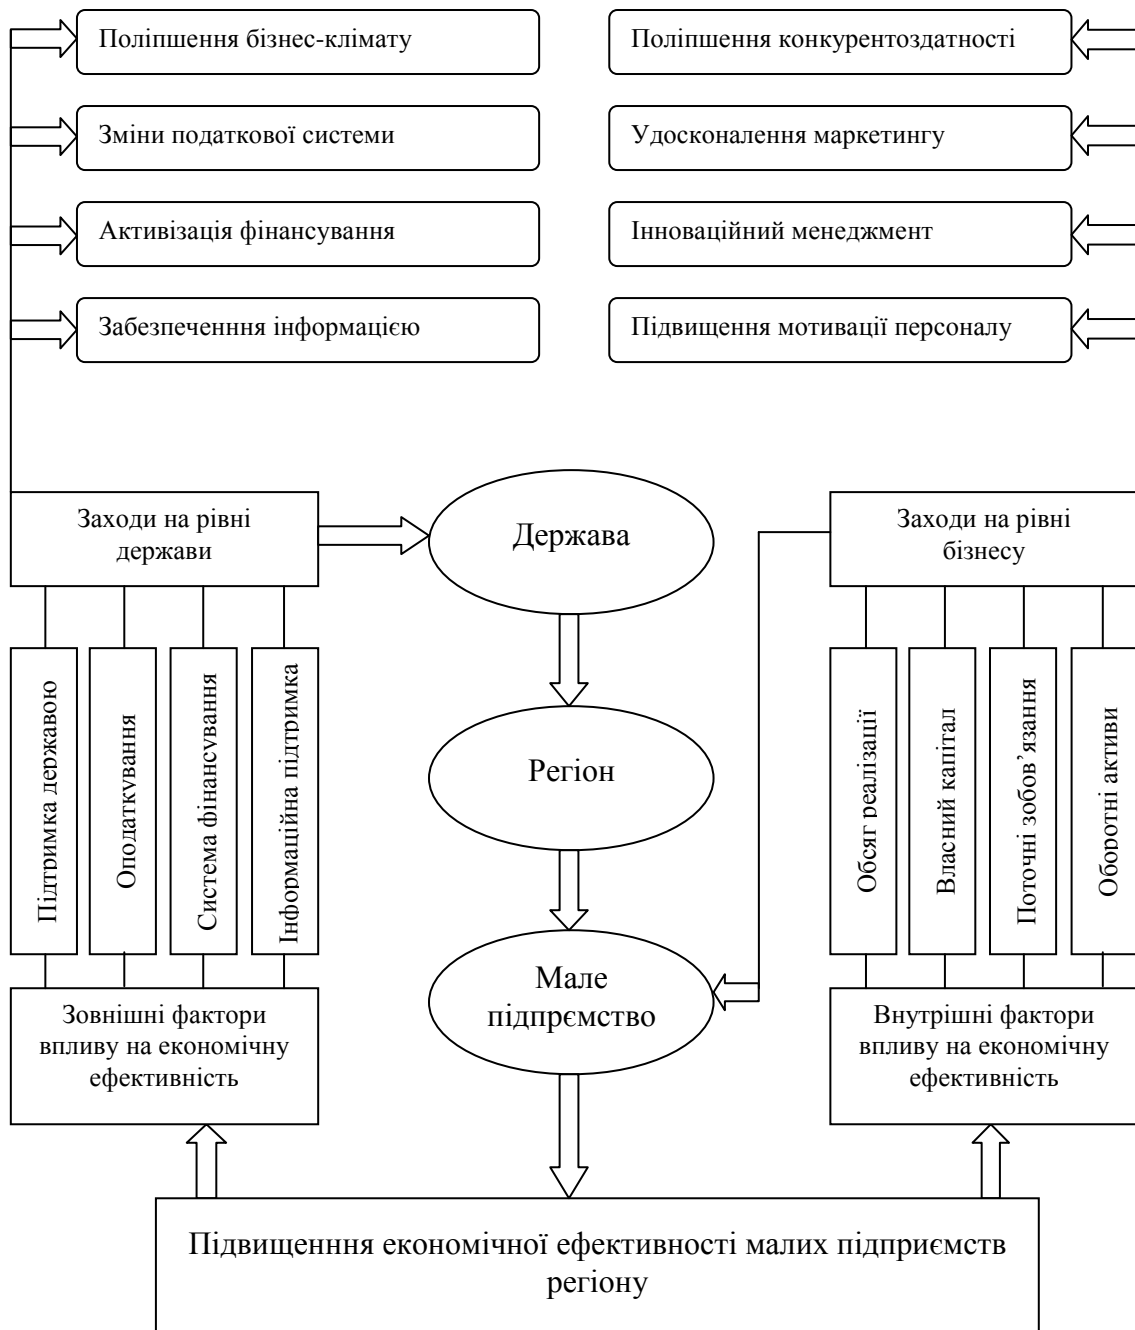 Поліпшення бізнес-клімату
Поліпшення конкурентоздатності
Зміни податкової системи
Удосконалення маркетингу
Активізація фінансування
Інноваційний менеджмент
Забезпеченння інформацією
Підвищення мотивації персоналу
Заходи на рівні
держави
Держава
Заходи на рівні
бізнесу
Підтримка державою
Оподаткування
Система фінансування
Інформаційна підтримка
Регіон
Обсяг реалізації
Власний капітал
Поточні зобов’язання
Оборотні активи
Мале
підпрємство
Зовнішні фактори
впливу на економічну
ефективність
Внутрішні фактори
впливу на економічну
ефективність
Підвищенння економічної ефективності малих підприємств
регіону